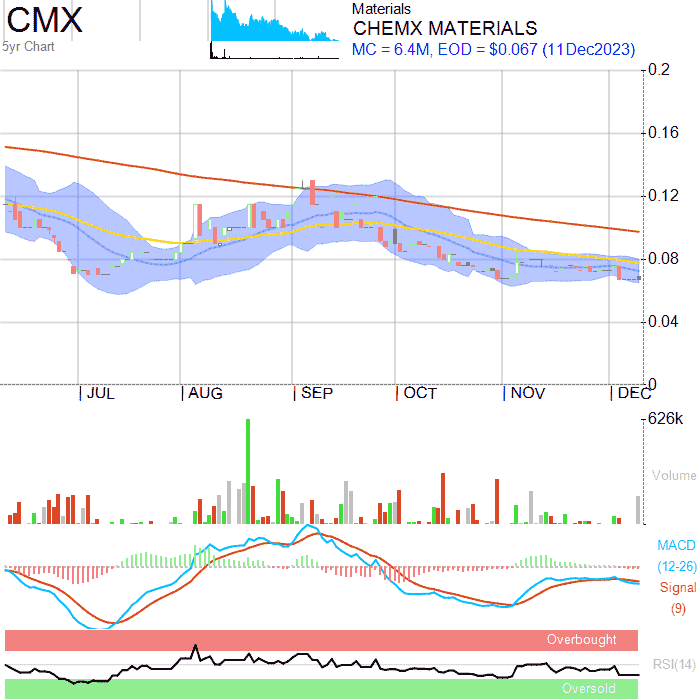 CMX
5yr Chart
Materials
CHEMX MATERIALS
MC = 6.4M, EOD = $0.067 (11Dec2023)
0.2
0.16
0.12
0.08
0.04
0
JUL AUG SEP OCT NOV DEC
626k
Volume
MACD
(12-26)
Signal
(9)
Overbought
RSI(14)
Oversold